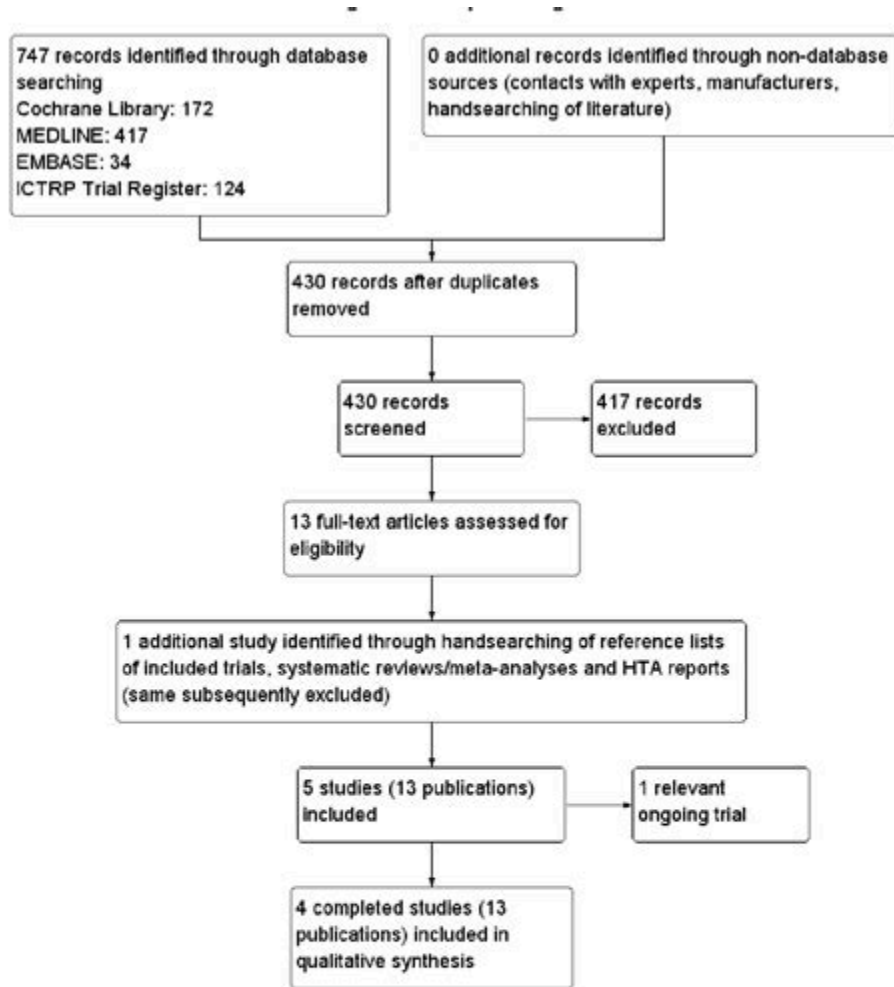 747 records identified through database
searching
Cochrane Library: 172
MEDLINE: 417
EMBASE: 34
ICTRP Trial Register: 124
0 additional records identified through non-database
sources (contacts with experts, manufacturers,
handsearching of literature)
430 records after duplicates
removed
430 records
screened
417 records
excluded
13 full-text articles assessed for
eligibility
1 additional study identified through handsearching of reference lists
of included trials, systematic reviews/meta-analyses and HTA reports
(same subsequently excluded)
5 studies (13 publications)
included
1 relevant
ongoing trial
4 completed studies (13
publications) included in
qualitative synthesis